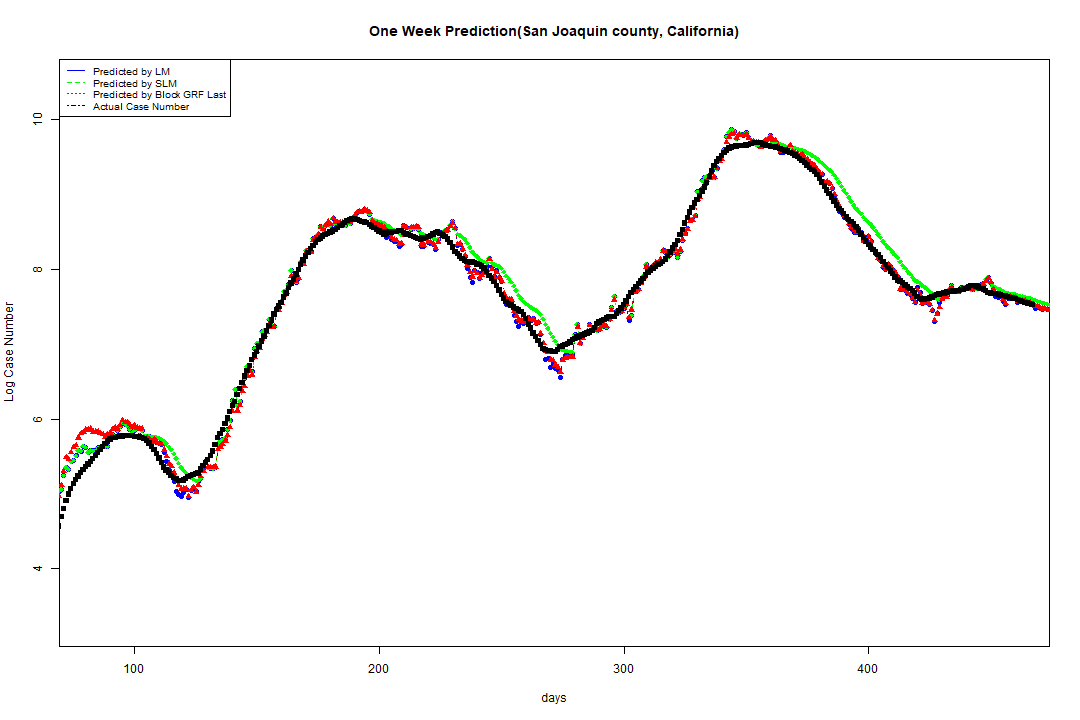 One Week Prediction(San Joaquin county, California)
Predicted by LM
Predicted by SLM
Predicted by Block GRF Last
Actual Case Number
10
8
6
4
Log Case Number
100 200 300 400
days